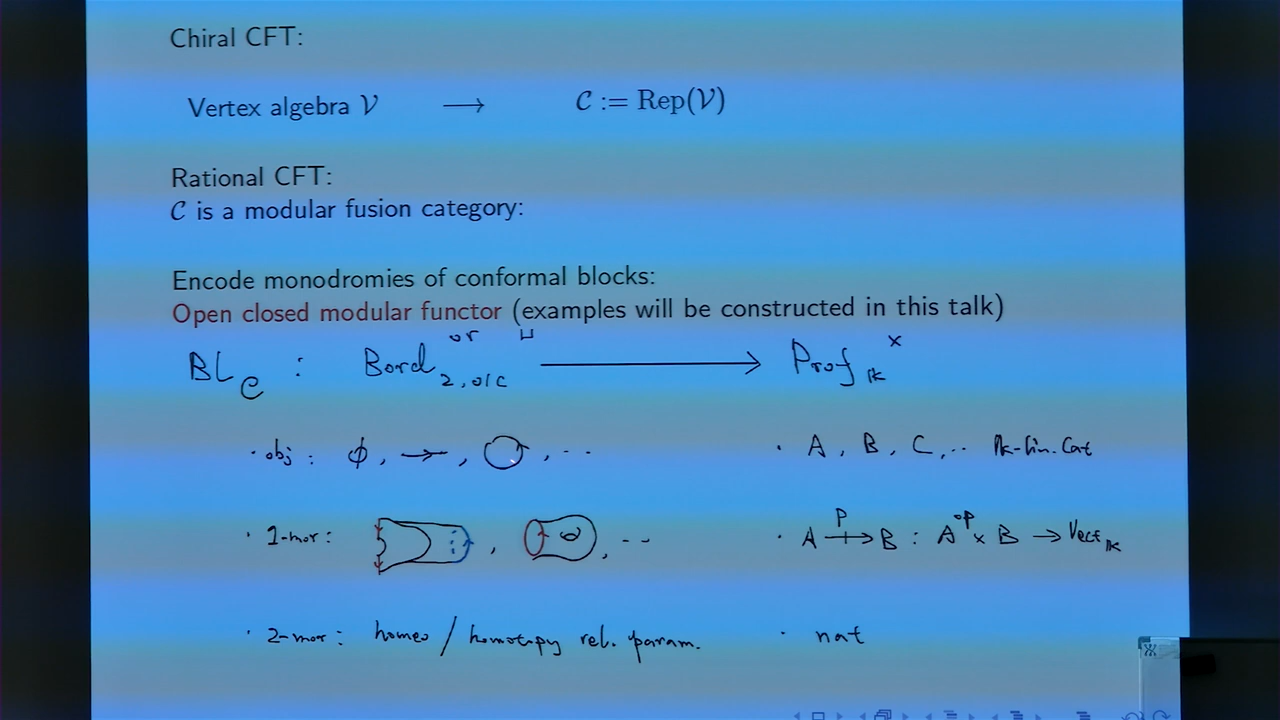 Chiral CFT:
Vertex algebra 𝒱 ⟶ 𝒞 := Rep(𝒱)
Rational CFT:
𝒞 is a modular fusion category:
Encode monodromies of conformal blocks:
Open closed modular functor (examples will be constructed in this talk)
BL_𝒞 : Bord_{2,o/c}^{or ⊔} ⟶ Prof_𝕜^×
· obj : ∅, →, ◯, ·· · A, B, C, ·· 𝕜-lin. Cat
· 1-mor: , , -- · A ⇸^P B : A^{op} × B → Vect_𝕜
· 2-mor: homeo / homotopy rel. param. · nat